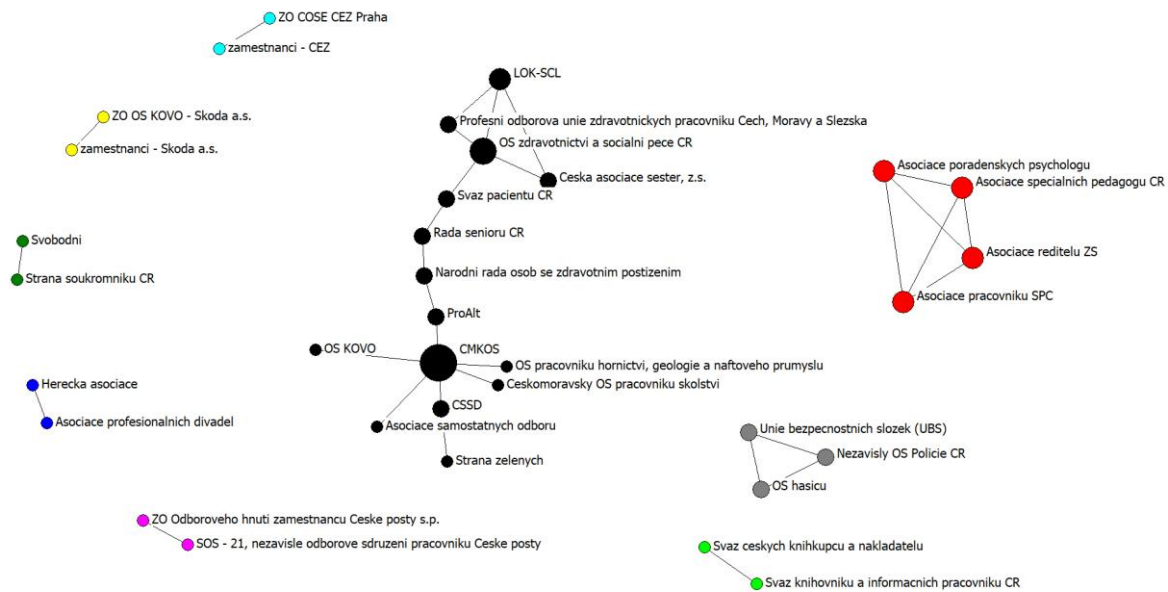 ZO COSE CEZ Praha
zamestnanci - CEZ
LOK-SCL
ZO OS KOVO - Skoda a.s.
Profesni odborova unie zdravotnickych pracovniku Cech, Moravy a Slezska
OS zdravotnictvi a socialni pece CR
zamestnanci - Skoda a.s.
Asociace poradenskych psychologu
Ceska asociace sester, z.s.
Asociace specialnich pedagogu CR
Svaz pacientu CR
Rada senioru CR
Svobodni
Asociace reditelu ZS
Narodni rada osob se zdravotnim postizenim
Strana soukromniku CR
Asociace pracovniku SPC
ProAlt
OS KOVO
CMKOS
OS pracovniku hornictvi, geologie a naftoveho prumyslu
Herecka asociace
Ceskomoravsky OS pracovniku skolstvi
CSSD
Asociace profesionalnich divadel
Asociace samostatnych odboru
Unie bezpecnostnich slozek (UBS)
Nezavisly OS Policie CR
Strana zelenych
OS hasicu
ZO Odboroveho hnuti zamestnancu Ceske posty s.p.
SOS - 21, nezavisle odborove sdruzeni pracovniku Ceske posty
Svaz ceskych knihkupcu a nakladatelu
Svaz knihovniku a informacnich pracovniku CR